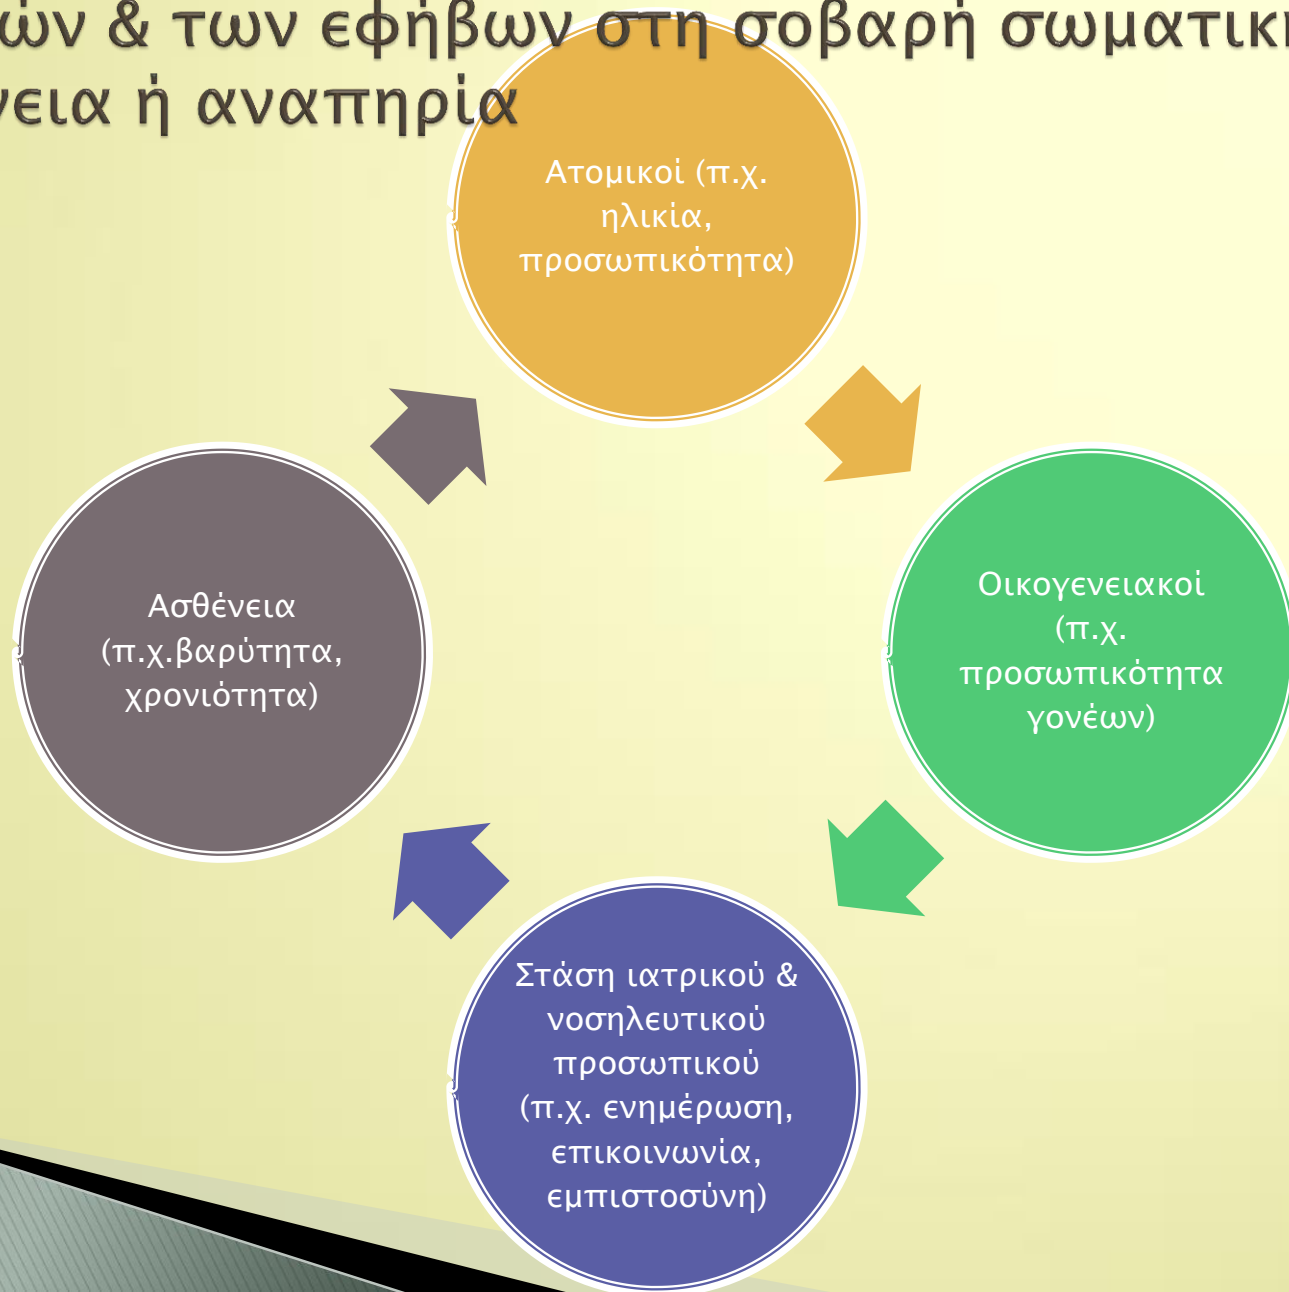 ών & των εφήβων στη σοβαρή σωματική
νεια ή αναπηρία
Ατομικοί (π.χ.
ηλικία,
προσωπικότητα)
Οικογενειακοί
(π.χ.
προσωπικότητα
γονέων)
Στάση ιατρικού &
νοσηλευτικού
προσωπικού
(π.χ. ενημέρωση,
επικοινωνία,
εμπιστοσύνη)
Ασθένεια
(π.χ.βαρύτητα,
χρονιότητα)